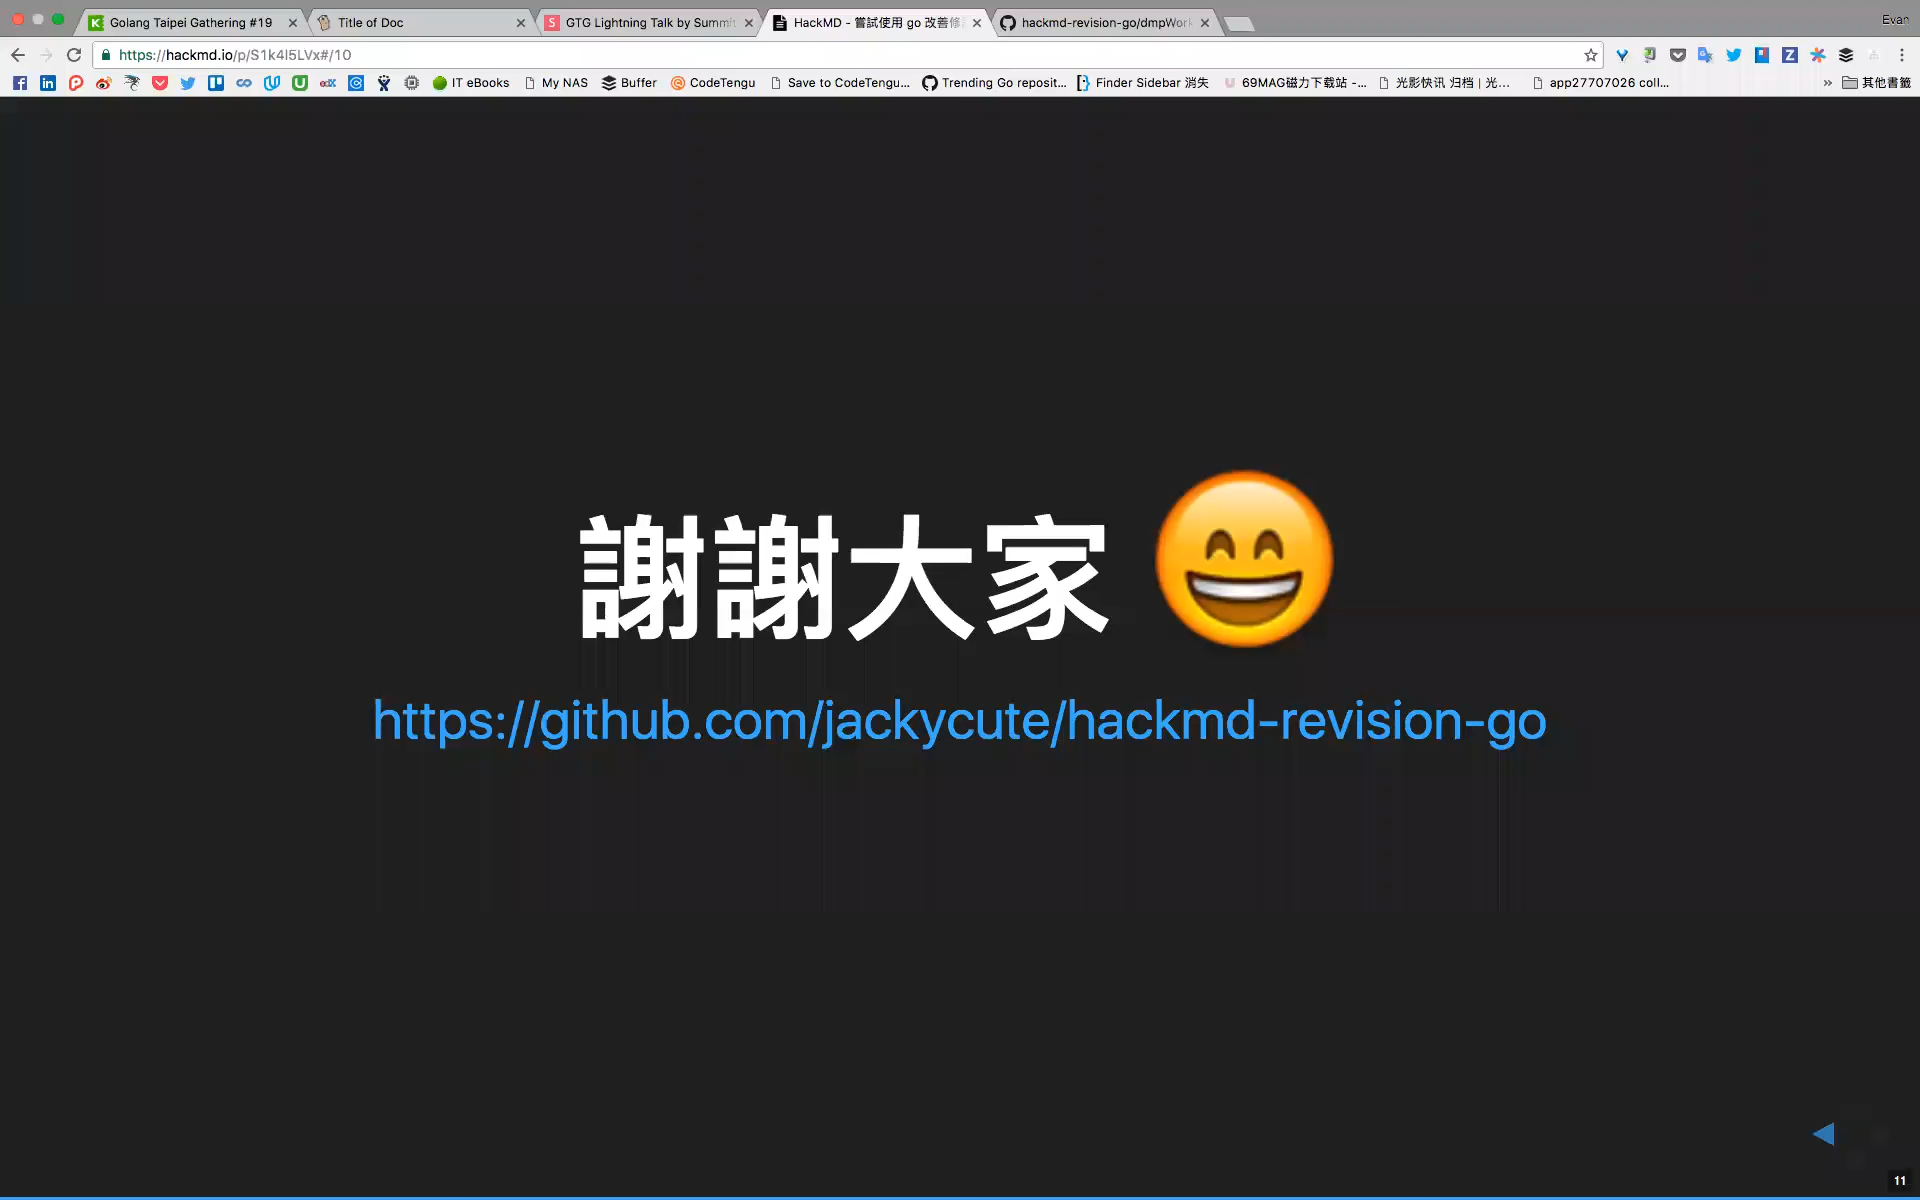 Golang Taipei Gathering #19
Title of Doc
GTG Lightning Talk by Summit
HackMD - 嘗試使用 go 改善修
hackmd-revision-go/dmpWork
Evan
https://hackmd.io/p/S1k4I5LVx#/10
IT eBooks
My NAS
Buffer
CodeTengu
Save to CodeTengu...
Trending Go reposit...
Finder Sidebar 消失
69MAG磁力下载站 -...
光影快讯 归档 | 光...
app27707026 coll...
»
其他書籤
謝謝大家
https://github.com/jackycute/hackmd-revision-go
11